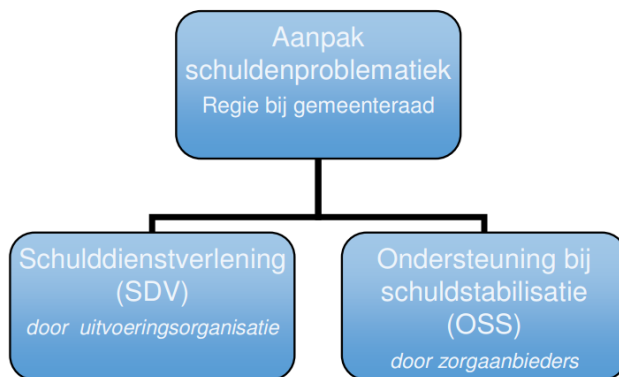 Aanpak
schuldenproblematiek
Regie bij gemeenteraad
Schulddienstverlening
(SDV)
door uitvoeringsorganisatie
Ondersteuning bij
schuldstabilisatie
(OSS)
door zorgaanbieders